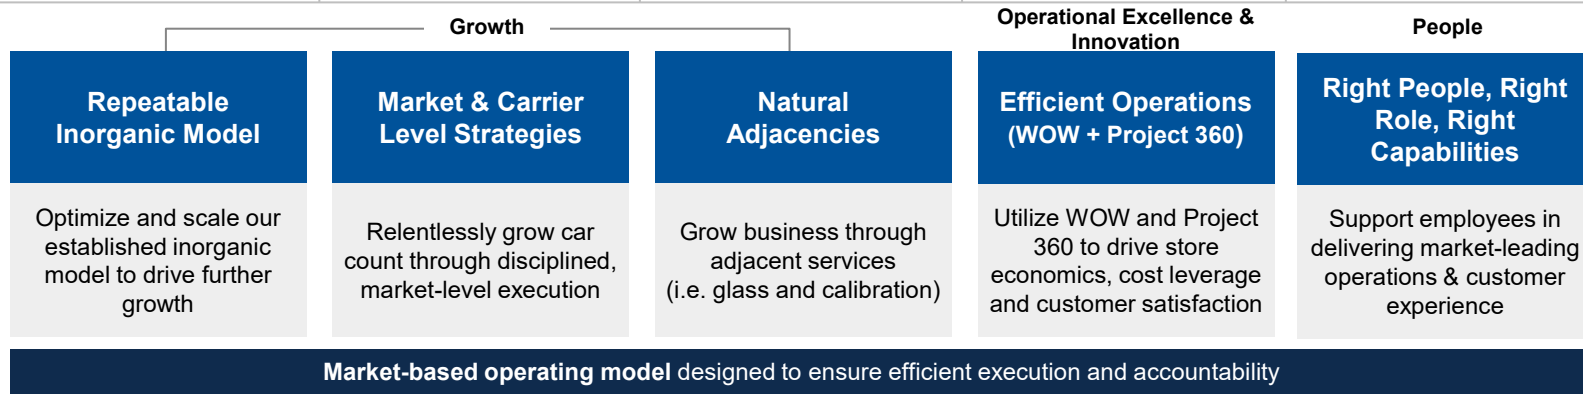 Growth
Operational Excellence &
Innovation
People
Repeatable
Inorganic Model
Market & Carrier
Level Strategies
Natural
Adjacencies
Efficient Operations
(WOW + Project 360)
Right People, Right
Role, Right
Capabilities
Optimize and scale our
established inorganic
model to drive further
growth
Relentlessly grow car
count through disciplined,
market-level execution
Grow business through
adjacent services
(i.e. glass and calibration)
Utilize WOW and Project
360 to drive store
economics, cost leverage
and customer satisfaction
Support employees in
delivering market-leading
operations & customer
experience
Market-based operating model designed to ensure efficient execution and accountability